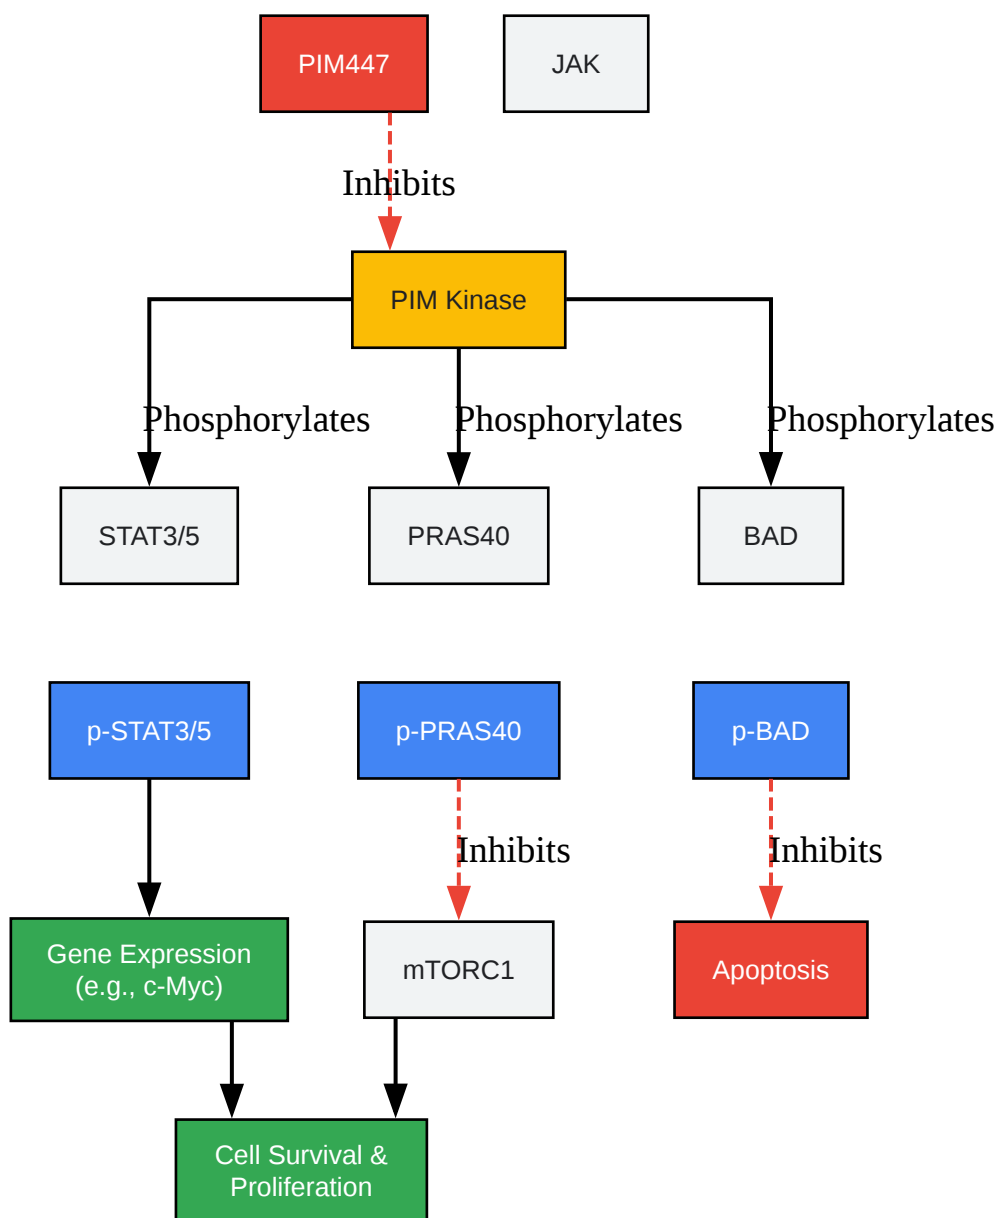 PIM447
JAK
Inhibits
PIM Kinase
Phosphorylates
Phosphorylates
Phosphorylates
STAT3/5
PRAS40
BAD
p-STAT3/5
p-PRAS40
p-BAD
Inhibits
Inhibits
Gene Expression
(e.g., c-Myc)
mTORC1
Apoptosis
Cell Survival &
Proliferation